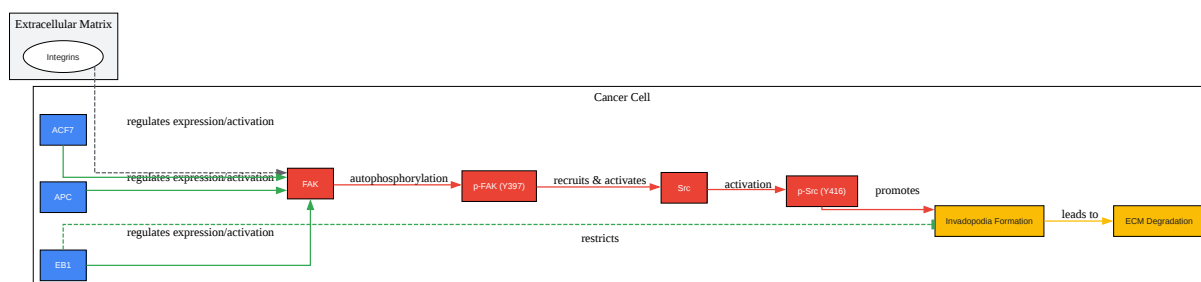 Extracellular Matrix
Integrins
Cancer Cell
ACF7
regulates expression/activation
regulates expression/activation
APC
FAK
autophosphorylation
p-FAK (Y397)
recruits & activates
Src
activation
p-Src (Y416)
promotes
Invadopodia Formation
leads to
ECM Degradation
regulates expression/activation
restricts
EB1